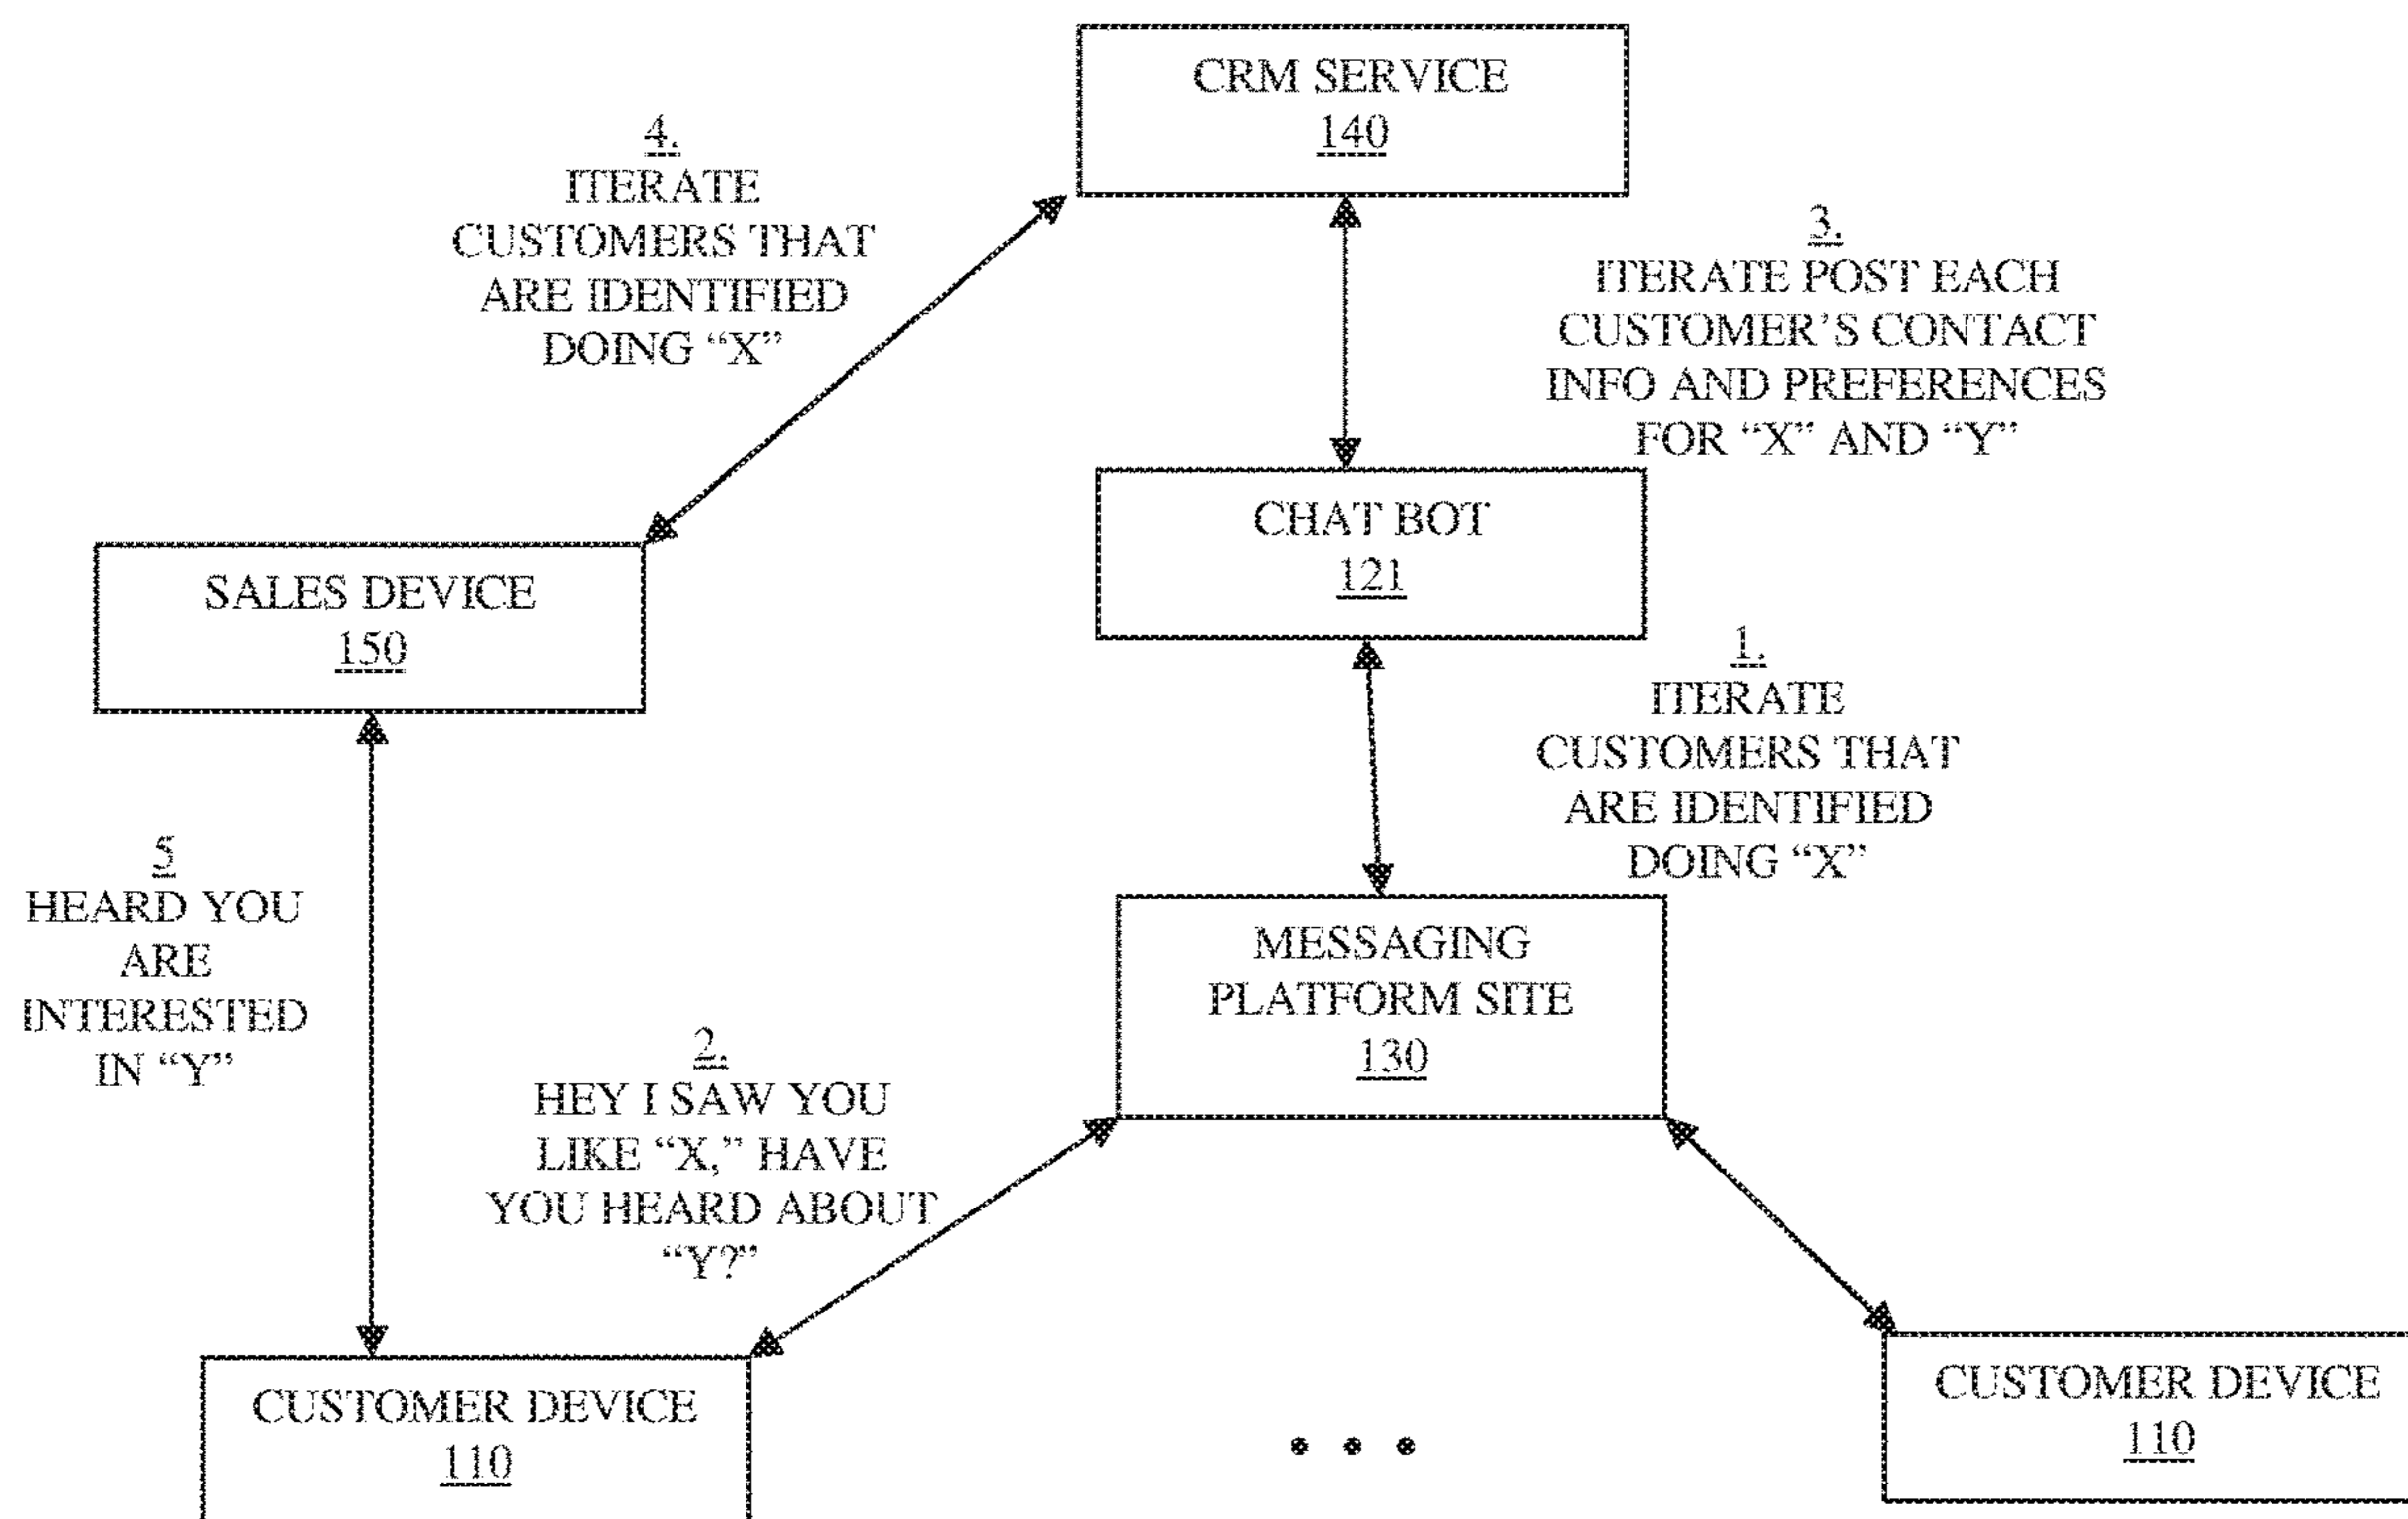 CRM SERVICE
140
4.
ITERATE
CUSTOMERS THAT
ARE IDENTIFIED
DOING “X”
3.
ITERATE POST EACH
CUSTOMER’S CONTACT
INFO AND PREFERENCES
FOR “X” AND “Y”
CHAT BOT
121
SALES DEVICE
150
1.
ITERATE
CUSTOMERS THAT
ARE IDENTIFIED
DOING “X”
5
HEARD YOU
ARE
INTERESTED
IN “Y”
MESSAGING
PLATFORM SITE
130
2.
HEY I SAW YOU
LIKE “X,” HAVE
YOU HEARD ABOUT
“Y?”
CUSTOMER DEVICE
110
• • •
CUSTOMER DEVICE
110